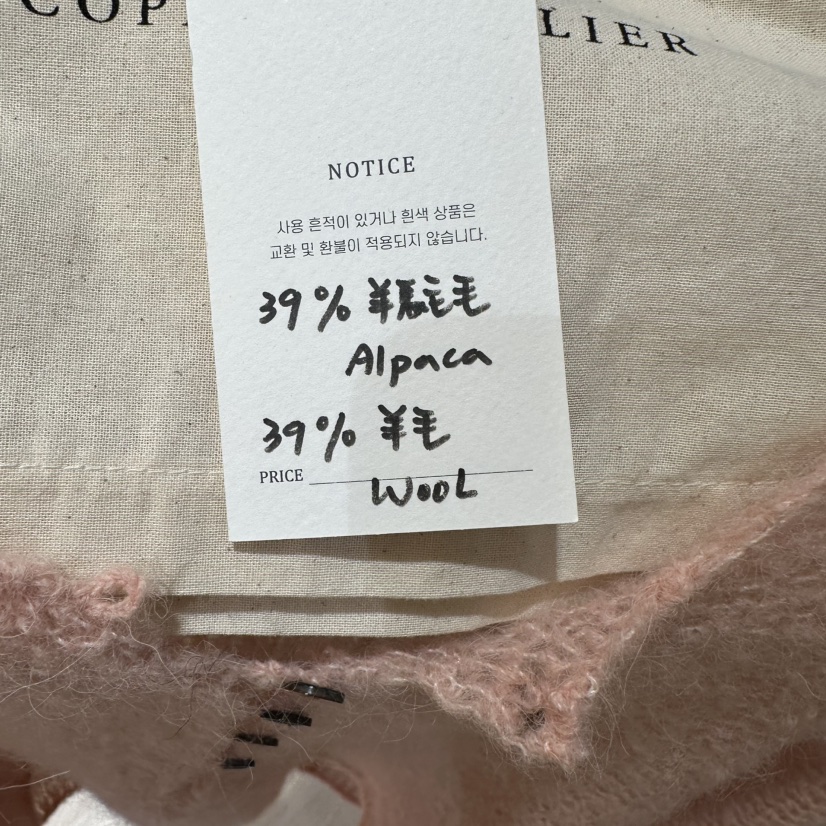 COP
LIER
NOTICE
사용 흔적이 있거나 흰색 상품은
교환 및 환불이 적용되지 않습니다.
39% 羊驼毛
Alpaca
39% 羊毛
PRICE
WOOL